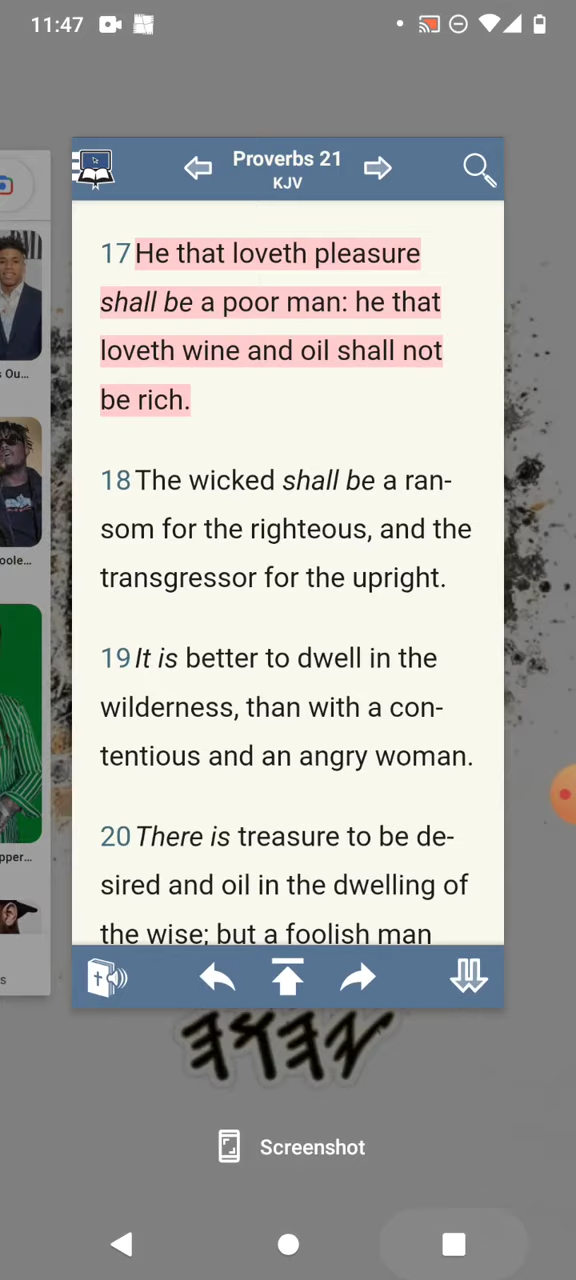 11:47
Proverbs 21
KJV
17 He that loveth pleasure
shall be a poor man: he that
loveth wine and oil shall not
be rich.
18 The wicked shall be a ran-
som for the righteous, and the
transgressor for the upright.
19 It is better to dwell in the
wilderness, than with a con-
tentious and an angry woman.
20 There is treasure to be de-
sired and oil in the dwelling of
the wise; but a foolish man
s Ou...
oole...
pper...
s
𐤉𐤄𐤅𐤄
Screenshot